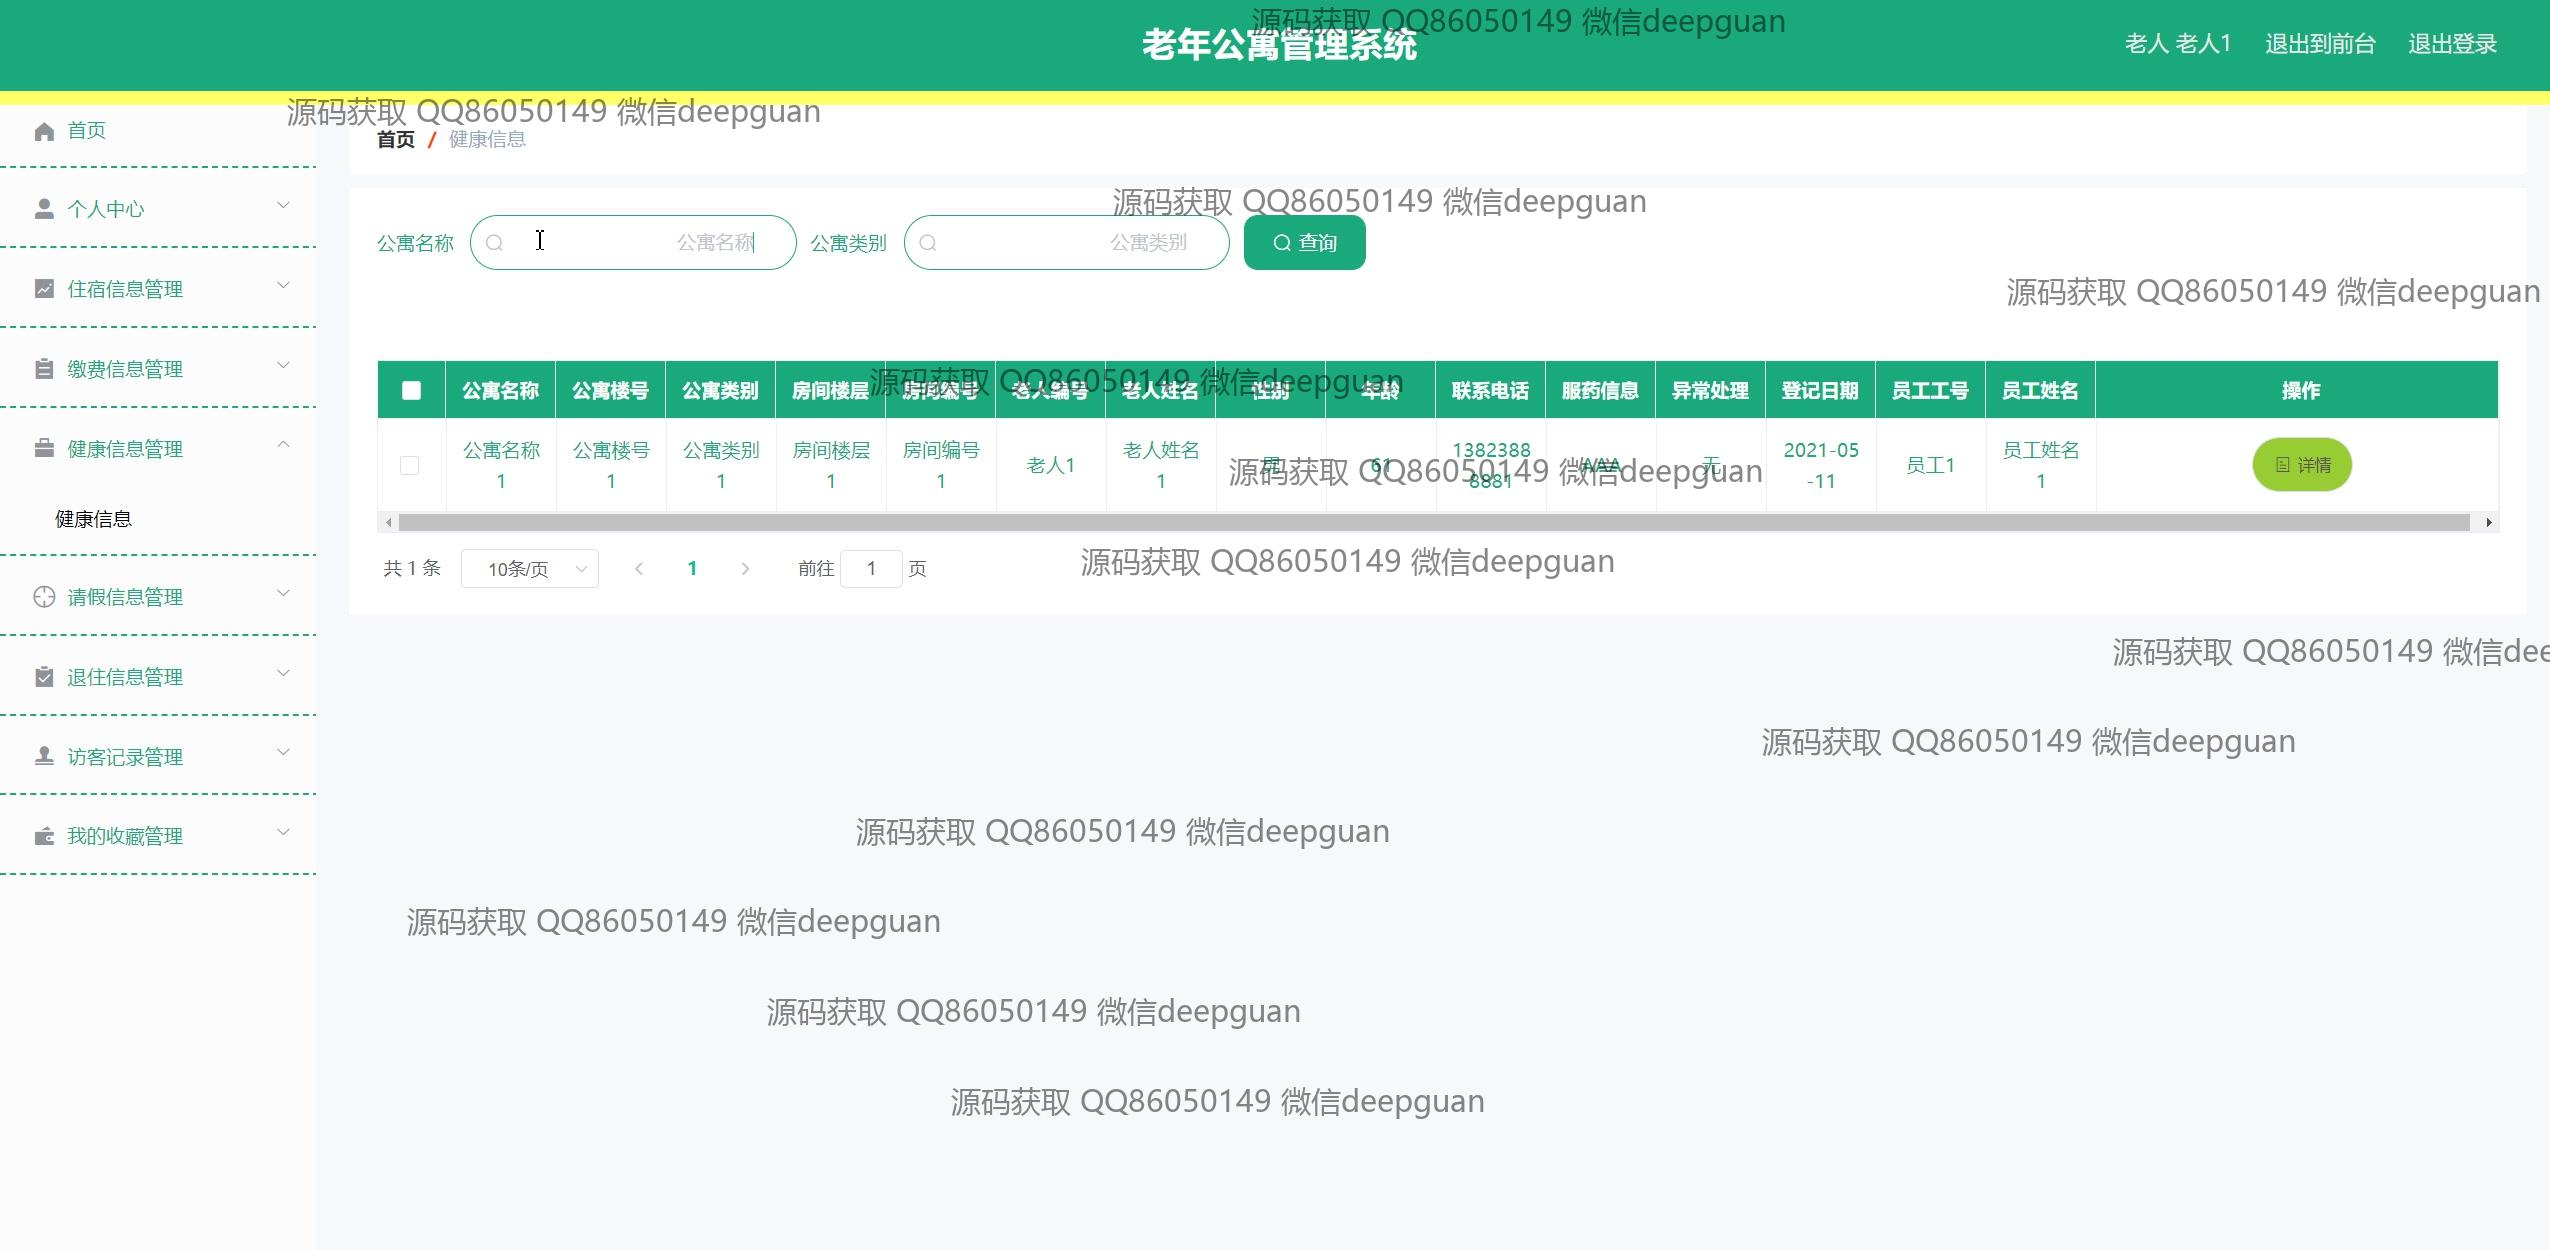 源码获取 QQ86050149 微信deepguan
老年公寓管理系统
老人 老人1 退出到前台 退出登录
源码获取 QQ86050149 微信deepguan
首页
首页 / 健康信息
源码获取 QQ86050149 微信deepguan
个人中心
公寓名称 公寓名称 公寓类别 公寓类别 查询
住宿信息管理
源码获取 QQ86050149 微信deepguan
缴费信息管理
源码获取 QQ86050149 微信deepguan
公寓名称 公寓楼号 公寓类别 房间楼层 房间编号 老人编号 老人姓名 性别 年龄 联系电话 服药信息 异常处理 登记日期 员工工号 员工姓名 操作
健康信息管理
公寓名称1 公寓楼号1 公寓类别1 房间楼层1 房间编号1 老人1 老人姓名1 男 61 13823888881 AAA 无 2021-05-11 员工1 员工姓名1 详情
源码获取 QQ86050149 微信deepguan
健康信息
共 1 条 10条/页 1 前往 1 页
源码获取 QQ86050149 微信deepguan
请假信息管理
源码获取 QQ86050149 微信dee
退住信息管理
源码获取 QQ86050149 微信deepguan
访客记录管理
源码获取 QQ86050149 微信deepguan
我的收藏管理
源码获取 QQ86050149 微信deepguan
源码获取 QQ86050149 微信deepguan
源码获取 QQ86050149 微信deepguan